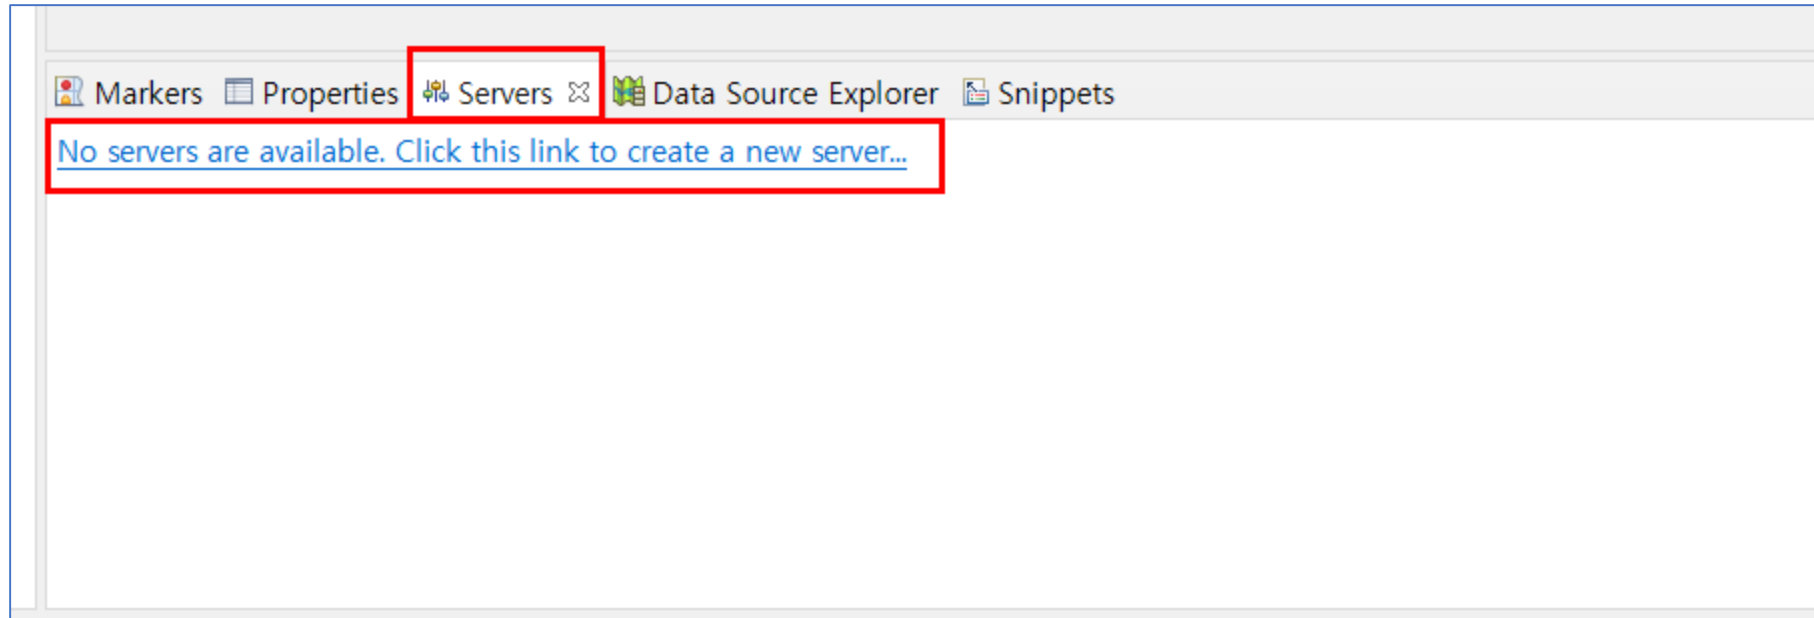 Markers Properties Servers Data Source Explorer Snippets
No servers are available. Click this link to create a new server...